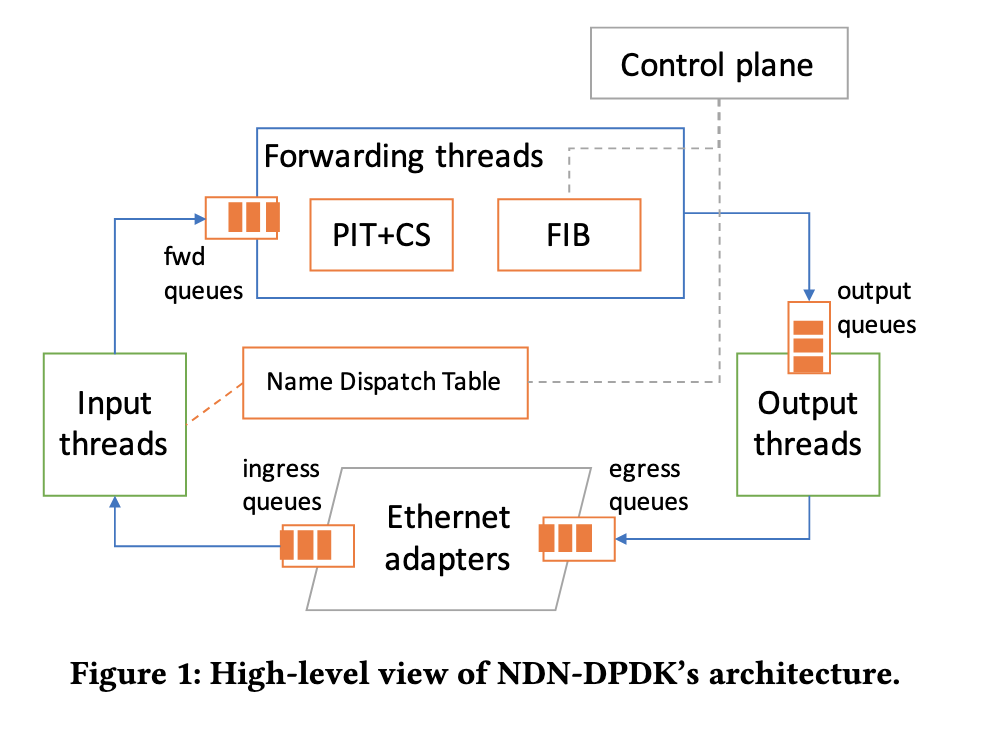 Control plane
Forwarding threads
PIT+CS
FIB
fwd
queues
output
queues
Name Dispatch Table
Input
threads
Output
threads
ingress
queues
egress
queues
Ethernet
adapters
Figure 1: High-level view of NDN-DPDK’s architecture.